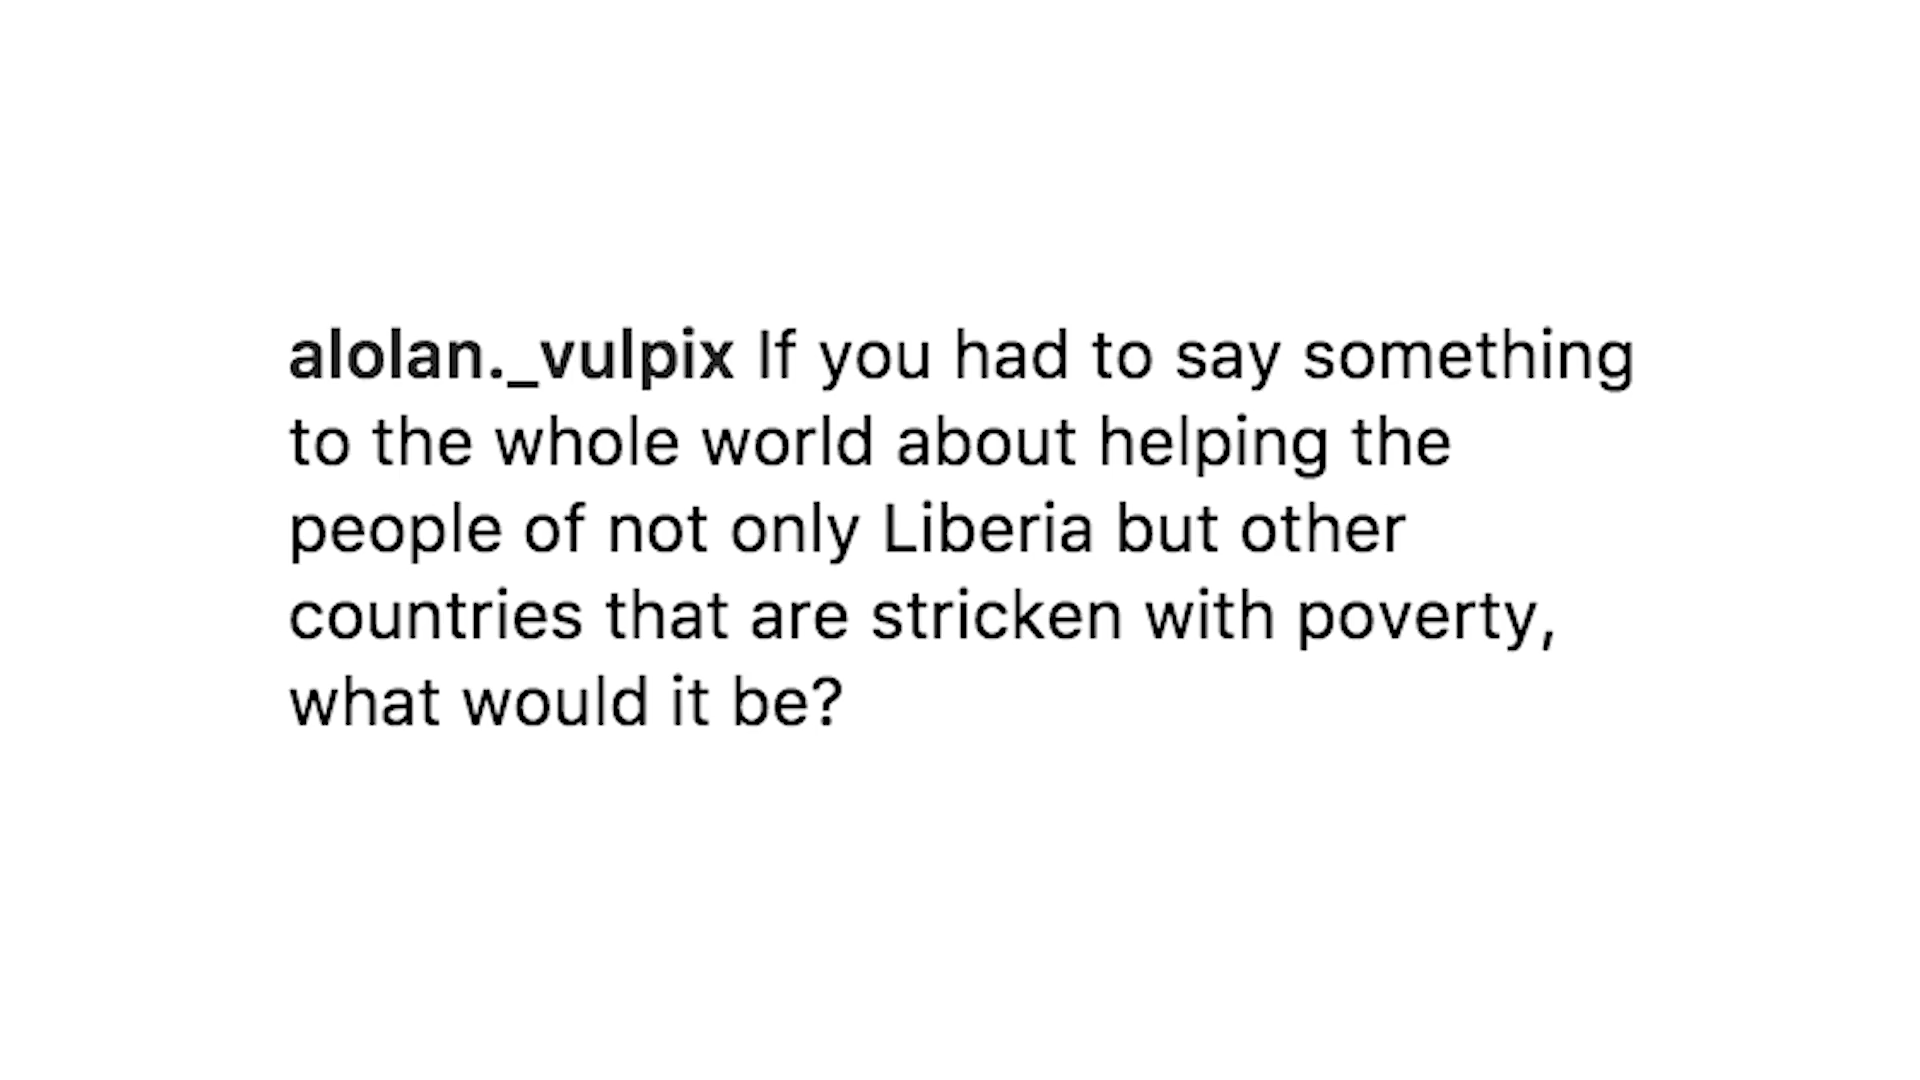 alolan._vulpix If you had to say something
to the whole world about helping the
people of not only Liberia but other
countries that are stricken with poverty,
what would it be?